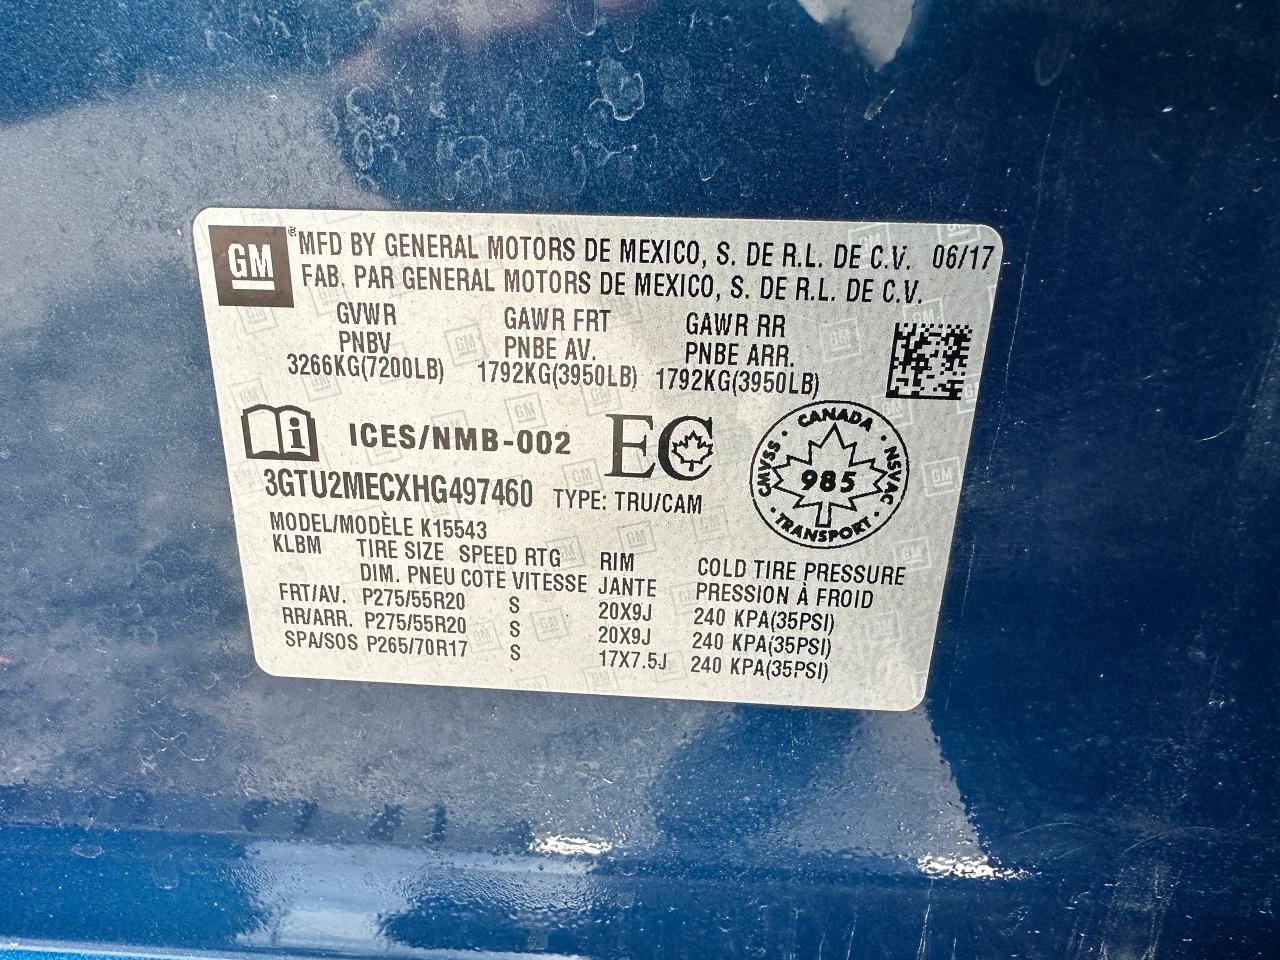 GM
MFD BY GENERAL MOTORS DE MEXICO, S. DE R.L. DE C.V. 06/17
FAB. PAR GENERAL MOTORS DE MEXICO, S. DE R.L. DE C.V.
GVWR GAWR FRT GAWR RR
PNBV PNBE AV. PNBE ARR.
3266KG(7200LB) 1792KG(3950LB) 1792KG(3950LB)
i ICES/NMB-002 EC
CANADA
CMVSS · NSVAC
985
TRANSPORT
3GTU2MECXHG497460 TYPE: TRU/CAM
MODEL/MODÈLE K15543
KLBM TIRE SIZE SPEED RTG RIM COLD TIRE PRESSURE
DIM. PNEU COTE VITESSE JANTE PRESSION À FROID
FRT/AV. P275/55R20 S 20X9J 240 KPA(35PSI)
RR/ARR. P275/55R20 S 20X9J 240 KPA(35PSI)
SPA/SOS P265/70R17 S 17X7.5J 240 KPA(35PSI)